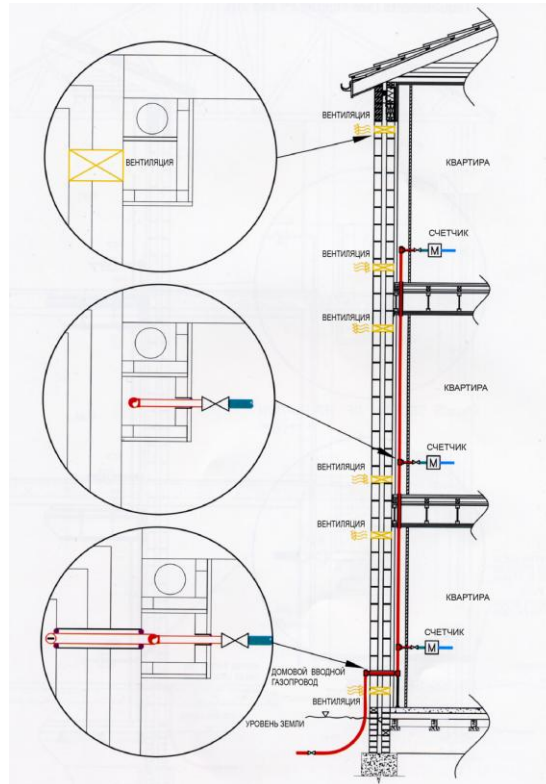 ВЕНТИЛЯЦИЯ
ВЕНТИЛЯЦИЯ
КВАРТИРА
СЧЕТЧИК
М
ВЕНТИЛЯЦИЯ
ВЕНТИЛЯЦИЯ
КВАРТИРА
СЧЕТЧИК
М
ВЕНТИЛЯЦИЯ
ВЕНТИЛЯЦИЯ
КВАРТИРА
СЧЕТЧИК
М
ДОМОВОЙ ВВОДНОЙ
ГАЗОПРОВОД
ВЕНТИЛЯЦИЯ
УРОВЕНЬ ЗЕМЛИ